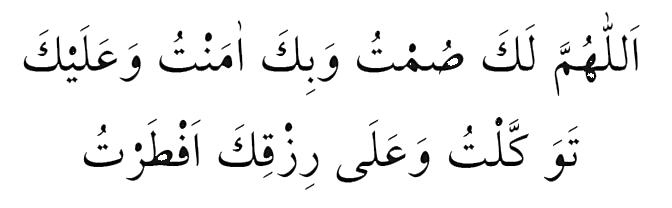 اَللّٰهُمَّ لَكَ صُمْتُ وَبِكَ اٰمَنْتُ وَعَلَيْكَ
تَوَ كَّلْتُ وَعَلَى رِزْقِكَ اَفْطَرْتُ